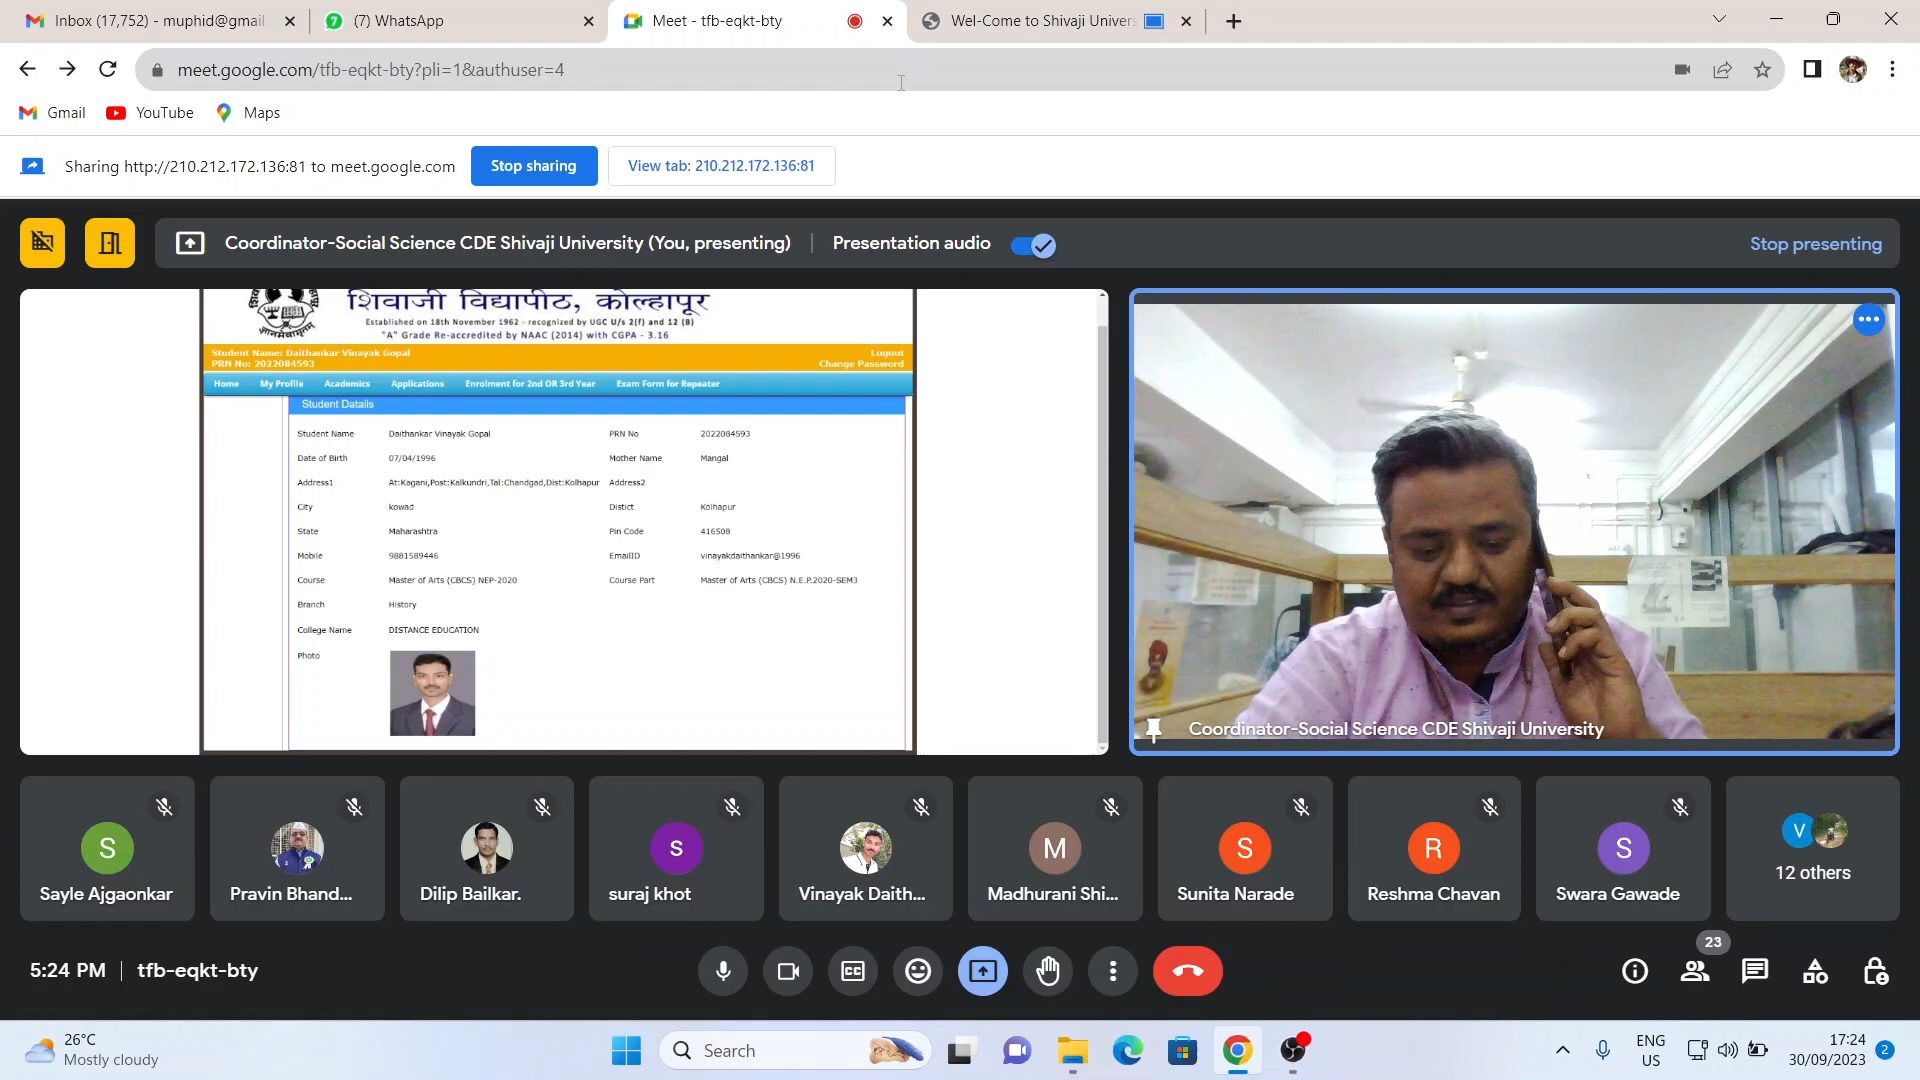 Inbox (17,752) - muphid@gmail.
(7) WhatsApp
Meet - tfb-eqkt-bty
Wel-Come to Shivaji Univers
meet.google.com/tfb-eqkt-bty?pli=1&authuser=4
Gmail
YouTube
Maps
Sharing http://210.212.172.136:81 to meet.google.com
Stop sharing
View tab: 210.212.172.136:81
Coordinator-Social Science CDE Shivaji University (You, presenting)
Presentation audio
Stop presenting
शिवाजी विद्यापीठ, कोल्हापूर
Established on 18th November 1962 - recognized by UGC U/s 2(f) and 12 (B)
"A" Grade Re-accredited by NAAC (2014) with CGPA - 3.16
Student Name: Daithankar Vinayak Gopal
Logout
PRN No: 2022084593
Change Password
Home My Profile Academics Applications Enrolment for 2nd OR 3rd Year Exam Form for Repeater
Student Datails
Student Name Daithankar Vinayak Gopal PRN No 2022084593
Date of Birth 07/04/1996 Mother Name Mangal
Address1 At:Kagani,Post:Kalkundri,Tal:Chandgad,Dist:Kolhapur Address2
City kowad Distict Kolhapur
State Maharashtra Pin Code 416508
Mobile 9881589446 EmailID vinayakdaithankar@1996
Course Master of Arts (CBCS) NEP-2020 Course Part Master of Arts (CBCS) N.E.P.2020-SEM3
Branch History
College Name DISTANCE EDUCATION
Photo
Coordinator-Social Science CDE Shivaji University
S
Sayle Ajgaonkar
Pravin Bhand...
Dilip Bailkar.
s
suraj khot
Vinayak Daith...
M
Madhurani Shi...
S
Sunita Narade
R
Reshma Chavan
S
Swara Gawade
V
12 others
23
5:24 PM | tfb-eqkt-bty
26°C
Mostly cloudy
Search
ENG
US
17:24
30/09/2023
2